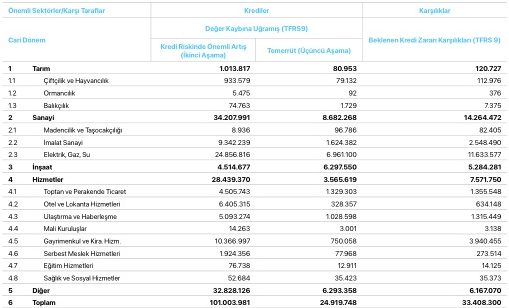 Önemli Sektörler/Karşı Taraflar Krediler Karşılıklar
Değer Kaybına Uğramış (TFRS9)
Cari Dönem Kredi Riskinde Önemli Artış (İkinci Aşama) Temerrüt (Üçüncü Aşama) Beklenen Kredi Zararı Karşılıkları (TFRS 9)
1 Tarım 1.013.817 80.953 120.727
1.1 Çiftçilik ve Hayvancılık 933.579 79.132 112.976
1.2 Ormancılık 5.475 92 376
1.3 Balıkçılık 74.763 1.729 7.375
2 Sanayi 34.207.991 8.682.268 14.264.472
2.1 Madencilik ve Taşocakçılığı 8.936 96.786 82.405
2.2 İmalat Sanayi 9.342.239 1.624.382 2.548.490
2.3 Elektrik, Gaz, Su 24.856.816 6.961.100 11.633.577
3 İnşaat 4.514.677 6.297.550 5.284.281
4 Hizmetler 28.439.370 3.565.619 7.571.750
4.1 Toptan ve Perakende Ticaret 4.505.743 1.329.303 1.355.548
4.2 Otel ve Lokanta Hizmetleri 6.405.315 328.357 634.148
4.3 Ulaştırma ve Haberleşme 5.093.274 1.028.598 1.315.449
4.4 Mali Kuruluşlar 14.263 3.001 3.138
4.5 Gayrimenkul ve Kira. Hizm. 10.366.997 750.058 3.940.455
4.6 Serbest Meslek Hizmetleri 1.924.356 77.968 273.514
4.7 Eğitim Hizmetleri 76.738 12.911 14.125
4.8 Sağlık ve Sosyal Hizmetler 52.684 35.423 35.373
5 Diğer 32.828.126 6.293.358 6.167.070
6 Toplam 101.003.981 24.919.748 33.408.300